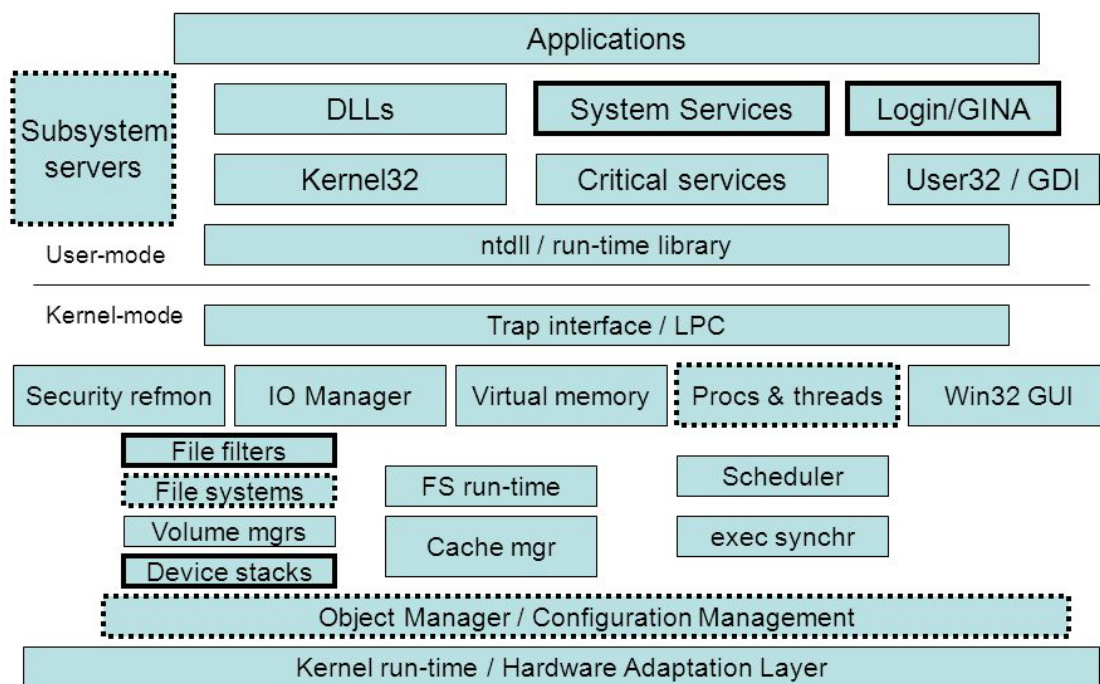 Applications
Subsystem
servers
DLLs
System Services
Login/GINA
Kernel32
Critical services
User32 / GDI
User-mode
ntdll / run-time library
Kernel-mode
Trap interface / LPC
Security refmon
IO Manager
Virtual memory
Procs & threads
Win32 GUI
File filters
File systems
Volume mgrs
Device stacks
FS run-time
Cache mgr
Scheduler
exec synchr
Object Manager / Configuration Management
Kernel run-time / Hardware Adaptation Layer